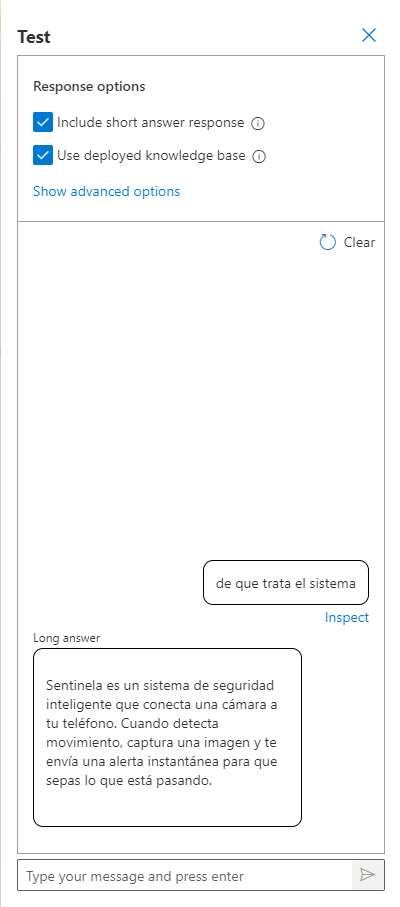 Test
Response options
Include short answer response
Use deployed knowledge base
Show advanced options
Clear
de que trata el sistema
Inspect
Long answer
Sentinela es un sistema de seguridad
inteligente que conecta una cámara a
tu teléfono. Cuando detecta
movimiento, captura una imagen y te
envía una alerta instantánea para que
sepas lo que está pasando.
Type your message and press enter